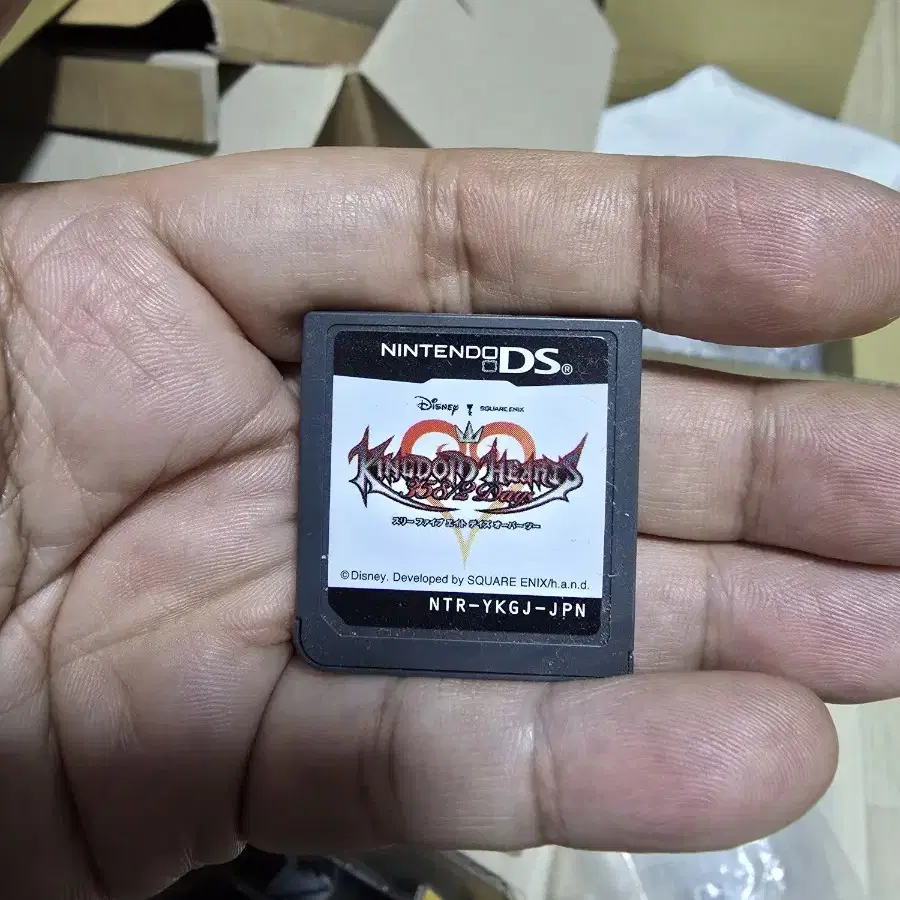 NINTENDO DS®
Disney SQUARE ENIX
KINGDOM HEARTS
358/2 Days
スリー ファイブ エイト デイズ オーバー ツー
©Disney. Developed by SQUARE ENIX/h.a.n.d.
NTR-YKGJ-JPN